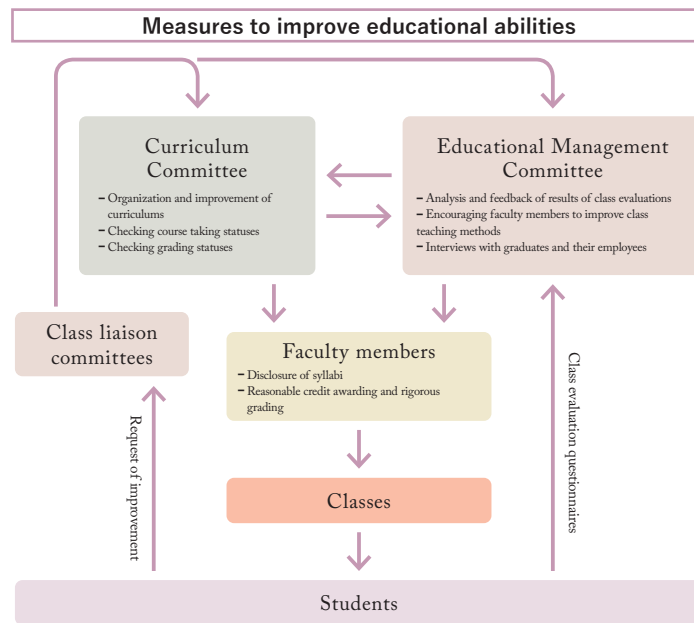 Measures to improve educational abilities
Curriculum
Committee
– Organization and improvement of
curriculums
– Checking course taking statuses
– Checking grading statuses
Educational Management
Committee
– Analysis and feedback of results of class evaluations
– Encouraging faculty members to improve class
teaching methods
– Interviews with graduates and their employees
Class liaison
committees
Faculty members
– Disclosure of syllabi
– Reasonable credit awarding and rigorous
grading
Request of improvement
Class evaluation questionnaires
Classes
Students